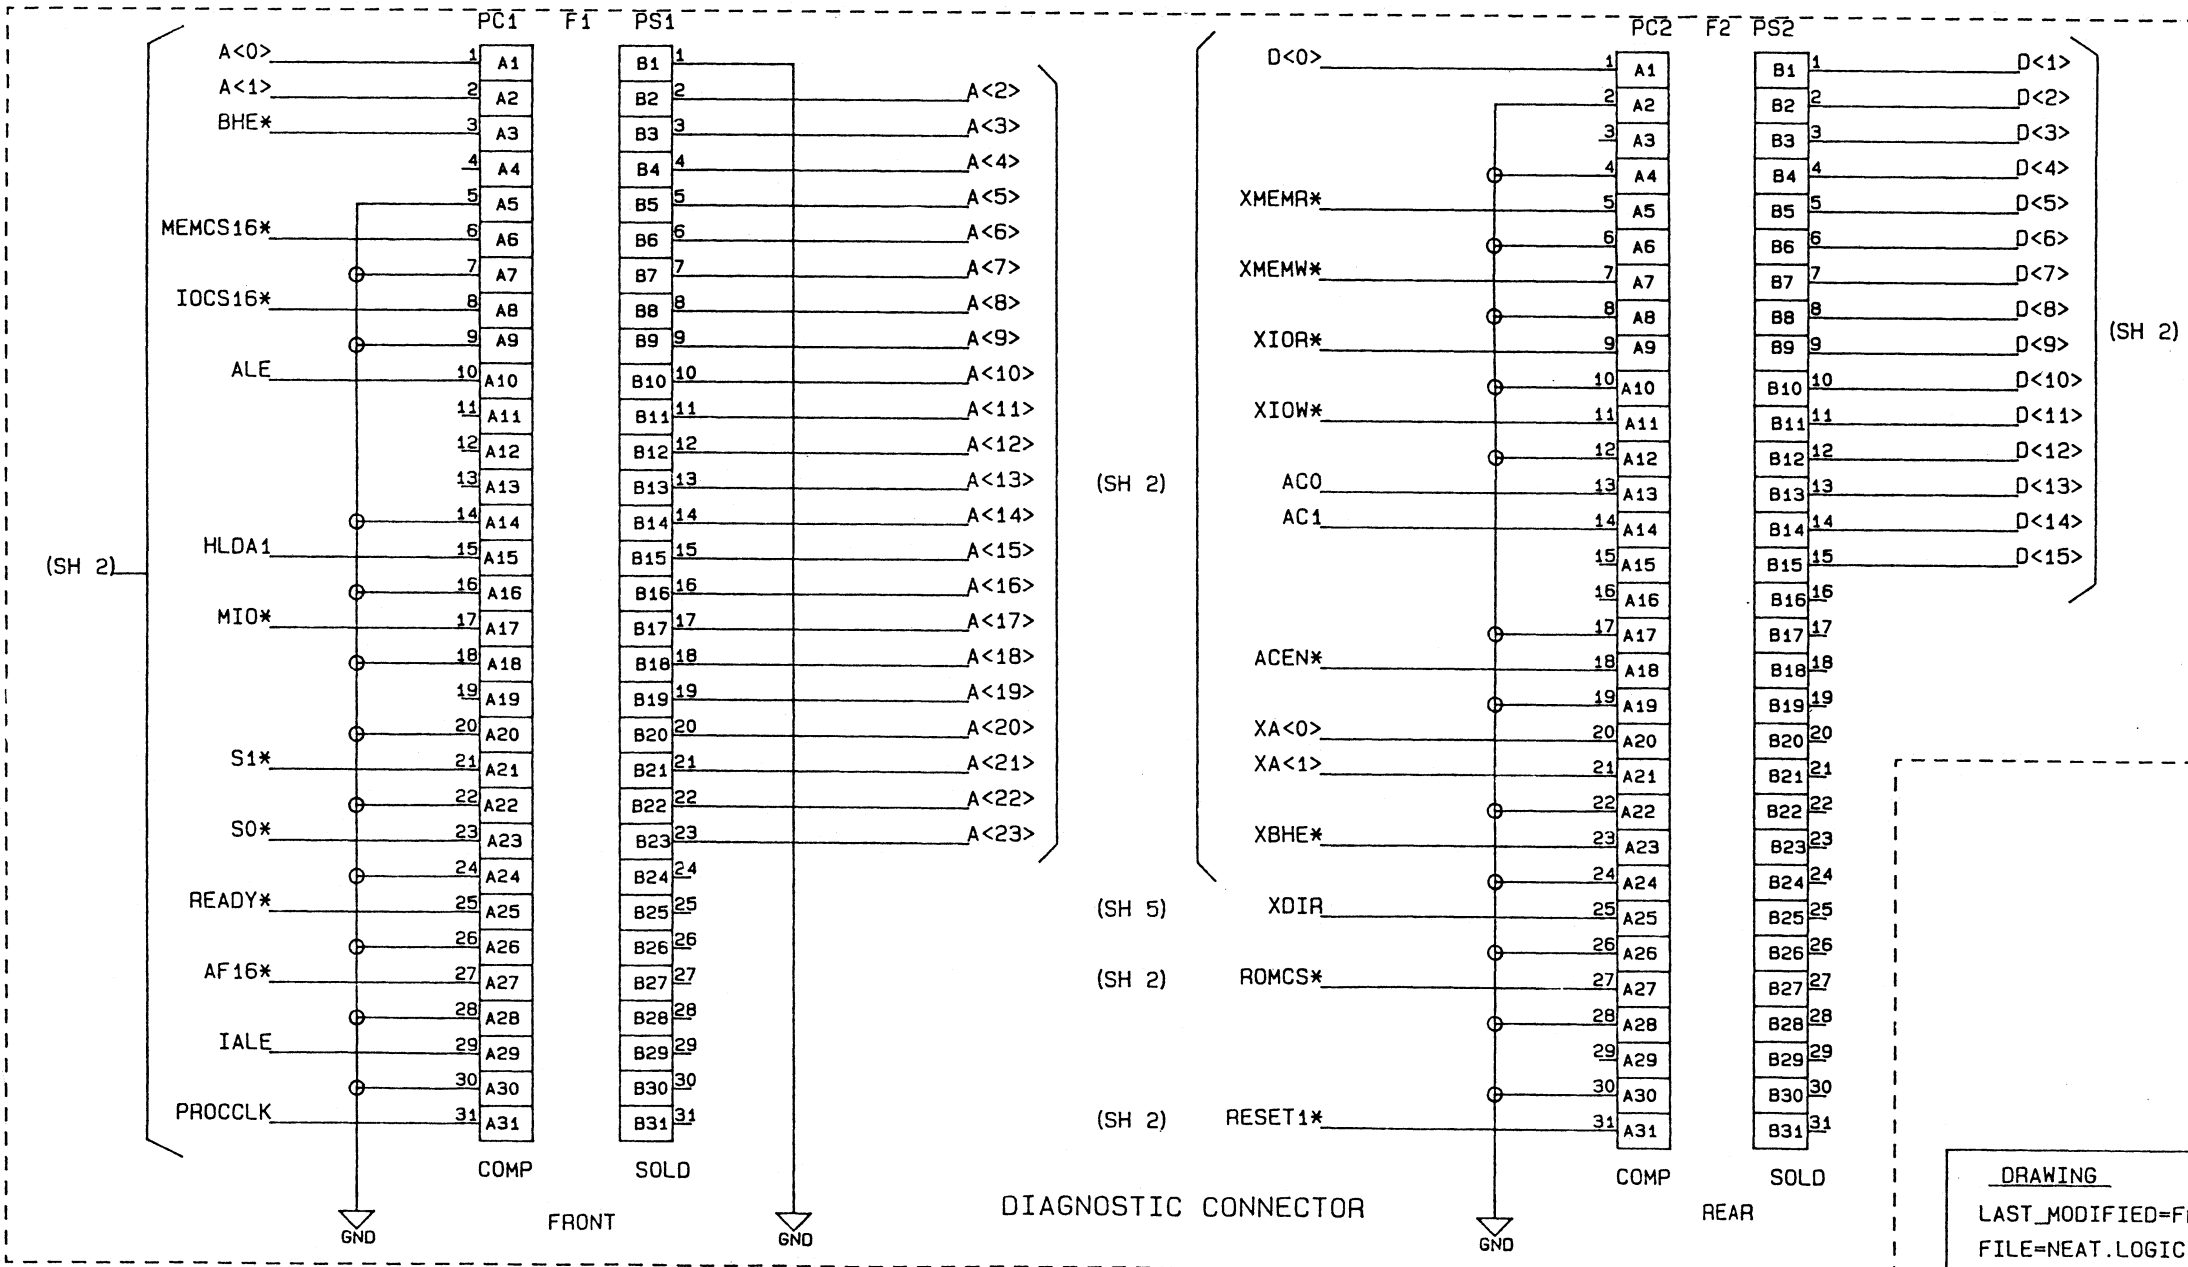 PC1 F1 PS1
A<0> 1 A1 B1 1
A<1> 2 A2 B2 2 A<2>
BHE* 3 A3 B3 3 A<3>
4 A4 B4 4 A<4>
5 A5 B5 5 A<5>
MEMCS16* 6 A6 B6 6 A<6>
7 A7 B7 7 A<7>
IOCS16* 8 A8 B8 8 A<8>
9 A9 B9 9 A<9>
ALE 10 A10 B10 10 A<10>
11 A11 B11 11 A<11>
12 A12 B12 12 A<12>
13 A13 B13 13 A<13>
14 A14 B14 14 A<14>
HLDA1 15 A15 B15 15 A<15>
16 A16 B16 16 A<16>
MIO* 17 A17 B17 17 A<17>
18 A18 B18 18 A<18>
19 A19 B19 19 A<19>
20 A20 B20 20 A<20>
S1* 21 A21 B21 21 A<21>
22 A22 B22 22 A<22>
S0* 23 A23 B23 23 A<23>
24 A24 B24 24
READY* 25 A25 B25 25
26 A26 B26 26
AF16* 27 A27 B27 27
28 A28 B28 28
IALE 29 A29 B29 29
30 A30 B30 30
PROCCLK 31 A31 B31 31
(SH 2)
(SH 2)
COMP SOLD
GND FRONT GND
DIAGNOSTIC CONNECTOR
PC2 F2 PS2
D<0> 1 A1 B1 1 D<1>
2 A2 B2 2 D<2>
3 A3 B3 3 D<3>
4 A4 B4 4 D<4>
XMEMR* 5 A5 B5 5 D<5>
6 A6 B6 6 D<6>
XMEMW* 7 A7 B7 7 D<7>
8 A8 B8 8 D<8>
XIOR* 9 A9 B9 9 D<9>
10 A10 B10 10 D<10>
XIOW* 11 A11 B11 11 D<11>
12 A12 B12 12 D<12>
AC0 13 A13 B13 13 D<13>
AC1 14 A14 B14 14 D<14>
15 A15 B15 15 D<15>
16 A16 B16 16
17 A17 B17 17
ACEN* 18 A18 B18 18
19 A19 B19 19
XA<0> 20 A20 B20 20
XA<1> 21 A21 B21 21
22 A22 B22 22
XBHE* 23 A23 B23 23
24 A24 B24 24
(SH 5) XDIR 25 A25 B25 25
26 A26 B26 26
(SH 2) ROMCS* 27 A27 B27 27
28 A28 B28 28
29 A29 B29 29
30 A30 B30 30
(SH 2) RESET1* 31 A31 B31 31
(SH 2)
COMP SOLD
GND REAR
DRAWING
LAST_MODIFIED=F
FILE=NEAT.LOGIC